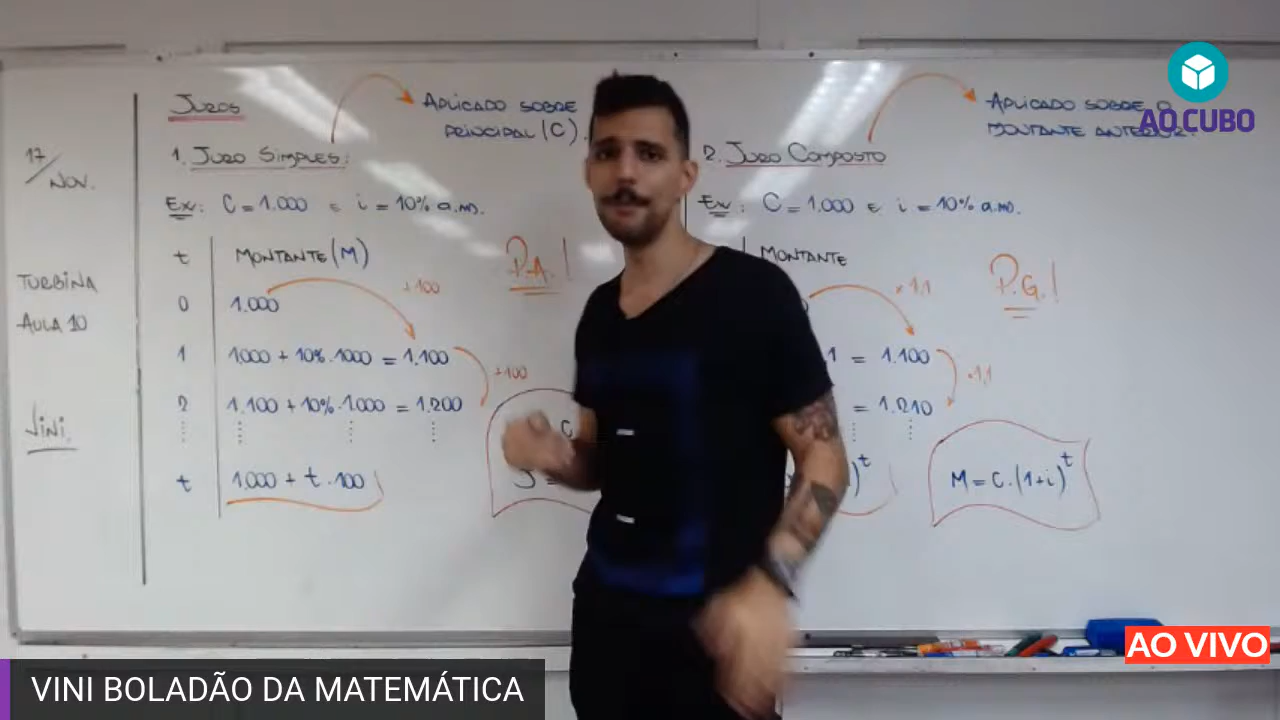 17/NOV.
TURBINA
AULA 10
Vini.
JUROS
APLICADO SOBRE
PRINCIPAL (C).
1. JURO SIMPLES:
Ex: C = 1.000 E i = 10% a.m.
t MONTANTE (M)
0 1.000
+100
1 1.000 + 10% . 1000 = 1.100
+100
2 1.100 + 10% . 1.000 = 1.200
t 1.000 + t . 100
P.A.!
C
J =
APLICADO SOBRE O
MONTANTE ANTERIOR.
2. JURO COMPOSTO
Ex: C = 1.000 E i = 10% a.m.
MONTANTE
× 1,1
1 = 1.100
×1,1
= 1.210
)^t
P.G.!
M = C . (1+i)^t
AO CUBO
AO VIVO
VINI BOLADÃO DA MATEMÁTICA